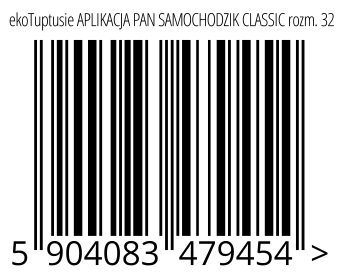 ekoTuptusie APLIKACJA PAN SAMOCHODZIK CLASSIC rozm. 32
5 904083 479454 >